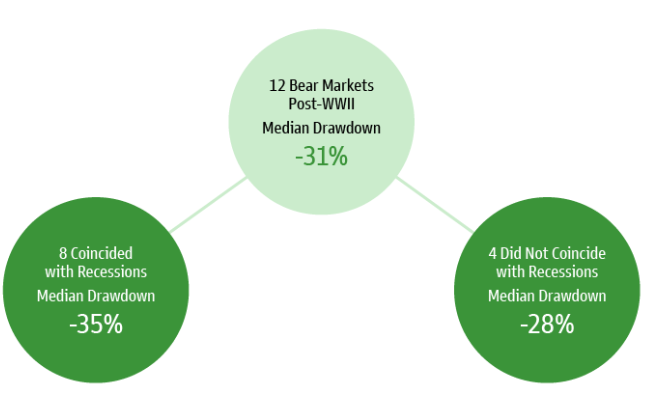 12 Bear Markets
Post-WWII
Median Drawdown
-31%
8 Coincided
with Recessions
Median Drawdown
-35%
4 Did Not Coincide
with Recessions
Median Drawdown
-28%